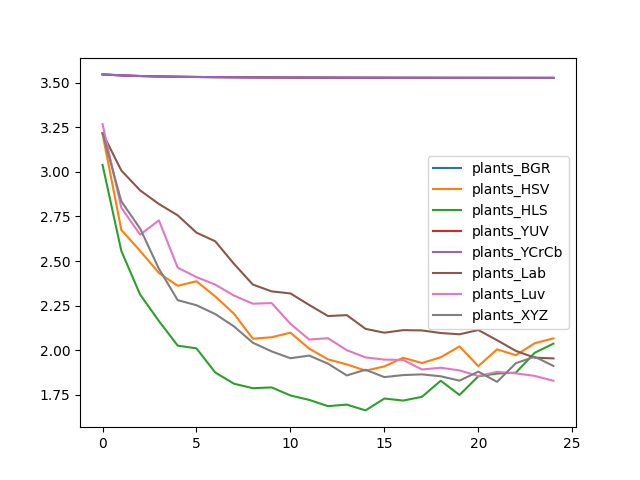 3.50
3.25
3.00
2.75
2.50
2.25
2.00
1.75
plants_BGR
plants_HSV
plants_HLS
plants_YUV
plants_YCrCb
plants_Lab
plants_Luv
plants_XYZ
0 5 10 15 20 25